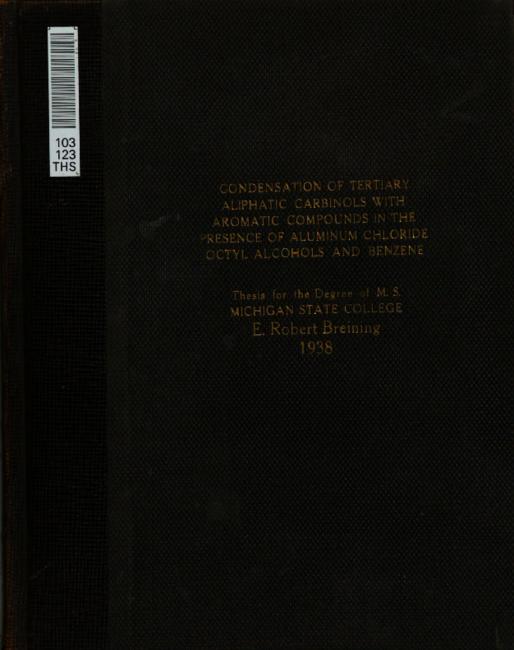 103
123
THS
CONDENSATION OF TERTIARY
ALIPHATIC CARBINOLS WITH
AROMATIC COMPOUNDS IN THE
PRESENCE OF ALUMINUM CHLORIDE
OCTYL ALCOHOLS AND BENZENE
Thesis for the Degree of M. S.
MICHIGAN STATE COLLEGE
E. Robert Breining
1938